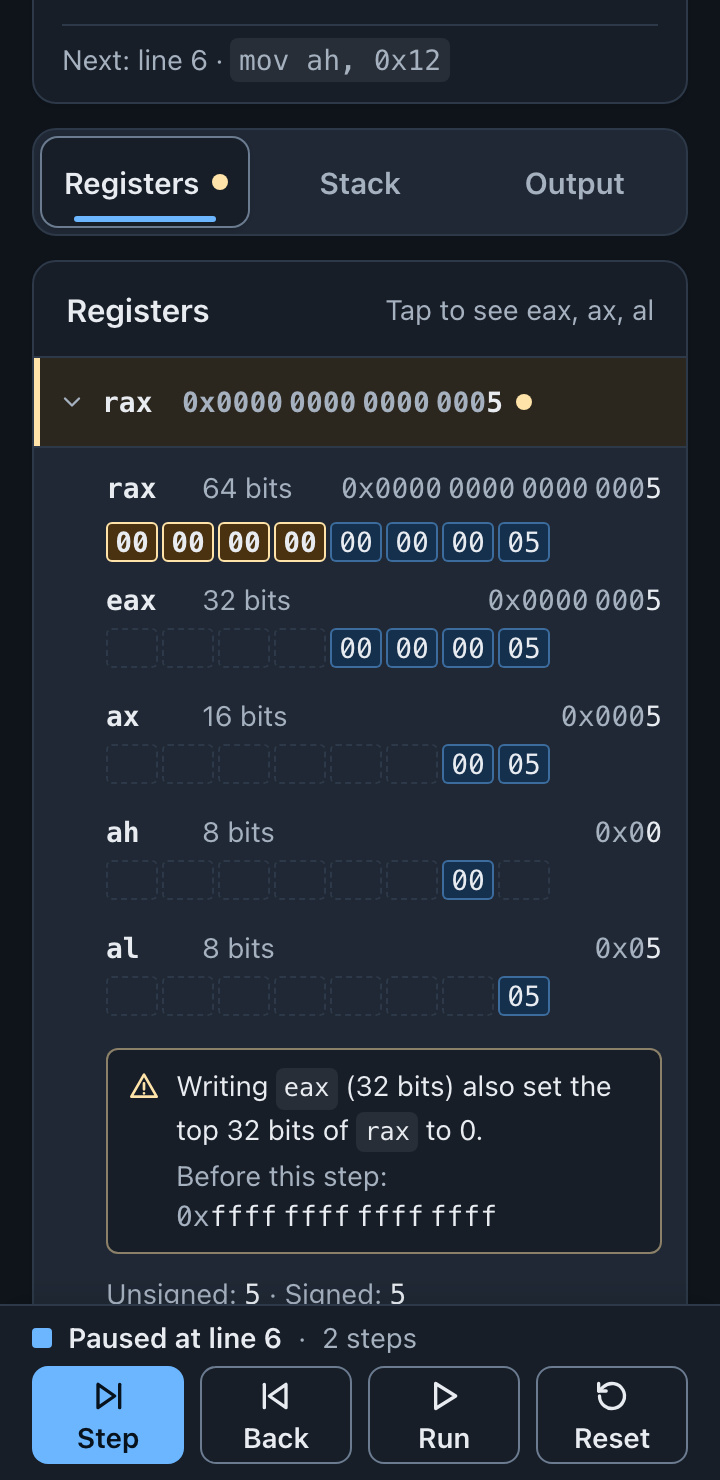 Next: line 6 · mov ah, 0x12
Registers
Stack
Output
Registers
Tap to see eax, ax, al
rax 0x0000 0000 0000 0005
rax 64 bits 0x0000 0000 0000 0005
00 00 00 00 00 00 00 05
eax 32 bits 0x0000 0005
00 00 00 05
ax 16 bits 0x0005
00 05
ah 8 bits 0x00
00
al 8 bits 0x05
05
Writing eax (32 bits) also set the
top 32 bits of rax to 0.
Before this step:
0xffff ffff ffff ffff
Unsigned: 5 · Signed: 5
Paused at line 6 · 2 steps
Step
Back
Run
Reset